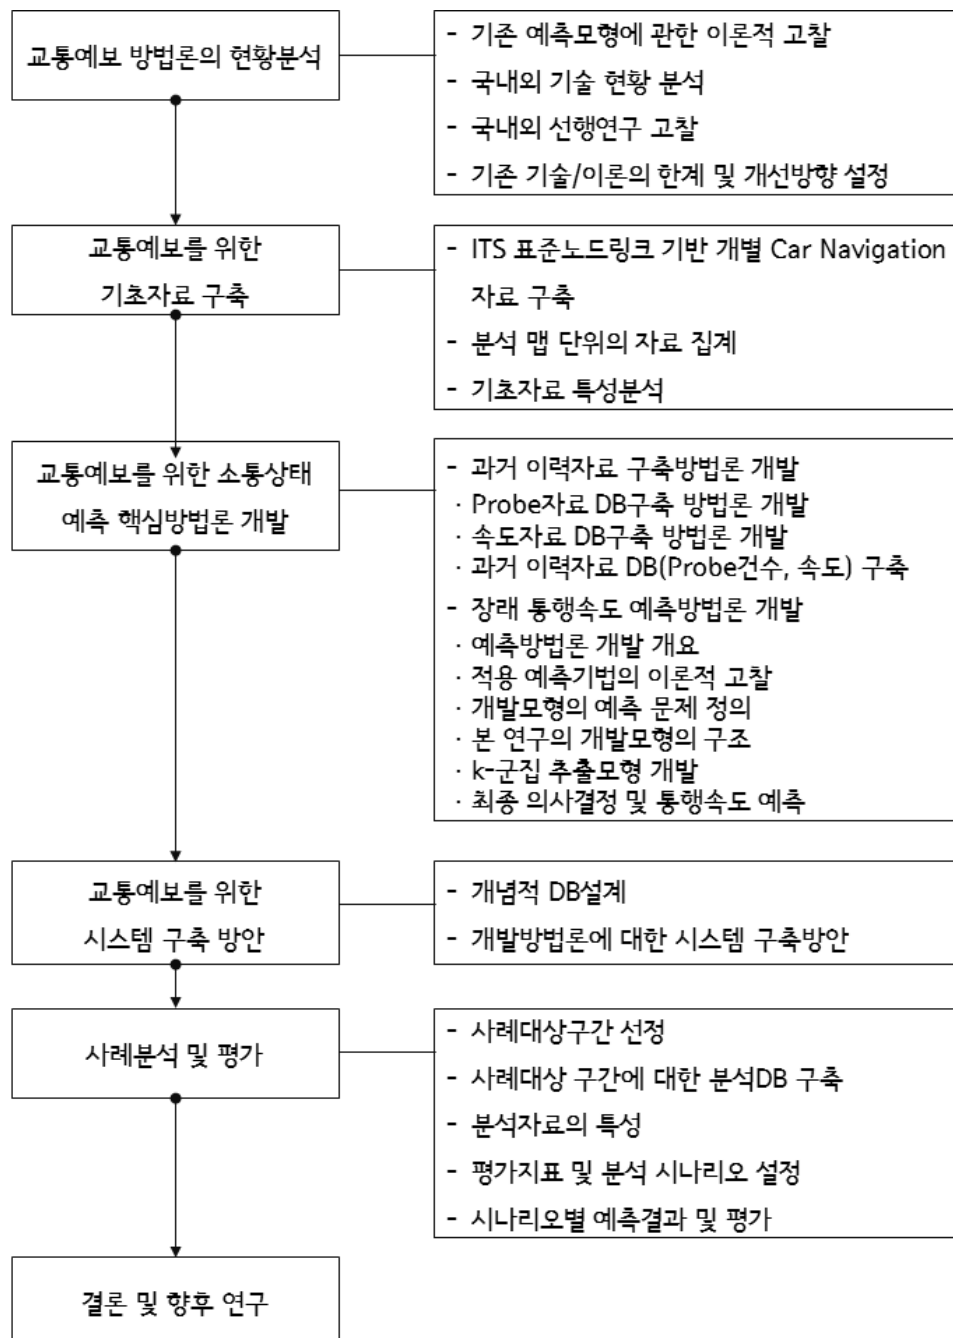 교통예보 방법론의 현황분석
- 기존 예측모형에 관한 이론적 고찰
- 국내외 기술 현황 분석
- 국내외 선행연구 고찰
- 기존 기술/이론의 한계 및 개선방향 설정
교통예보를 위한
기초자료 구축
- ITS 표준노드링크 기반 개별 Car Navigation
자료 구축
- 분석 맵 단위의 자료 집계
- 기초자료 특성분석
교통예보를 위한 소통상태
예측 핵심방법론 개발
- 과거 이력자료 구축방법론 개발
· Probe자료 DB구축 방법론 개발
· 속도자료 DB구축 방법론 개발
· 과거 이력자료 DB(Probe건수, 속도) 구축
- 장래 통행속도 예측방법론 개발
· 예측방법론 개발 개요
· 적용 예측기법의 이론적 고찰
· 개발모형의 예측 문제 정의
· 본 연구의 개발모형의 구조
· k-군집 추출모형 개발
· 최종 의사결정 및 통행속도 예측
교통예보를 위한
시스템 구축 방안
- 개념적 DB설계
- 개발방법론에 대한 시스템 구축방안
사례분석 및 평가
- 사례대상구간 선정
- 사례대상 구간에 대한 분석DB 구축
- 분석자료의 특성
- 평가지표 및 분석 시나리오 설정
- 시나리오별 예측결과 및 평가
결론 및 향후 연구